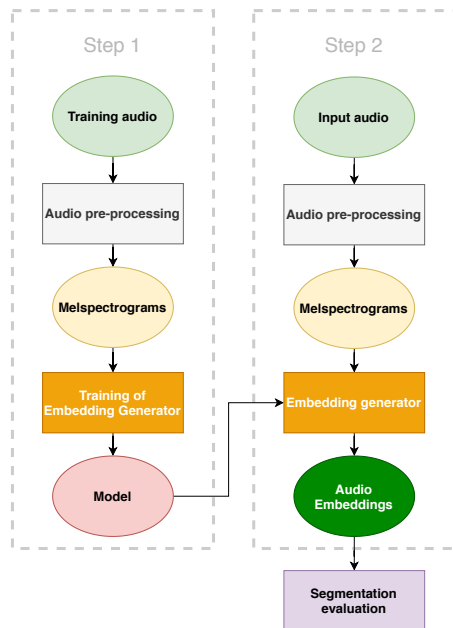 Step 1
Training audio
Audio pre-processing
Melspectrograms
Training of
Embedding Generator
Model
Step 2
Input audio
Audio pre-processing
Melspectrograms
Embedding generator
Audio
Embeddings
Segmentation
evaluation